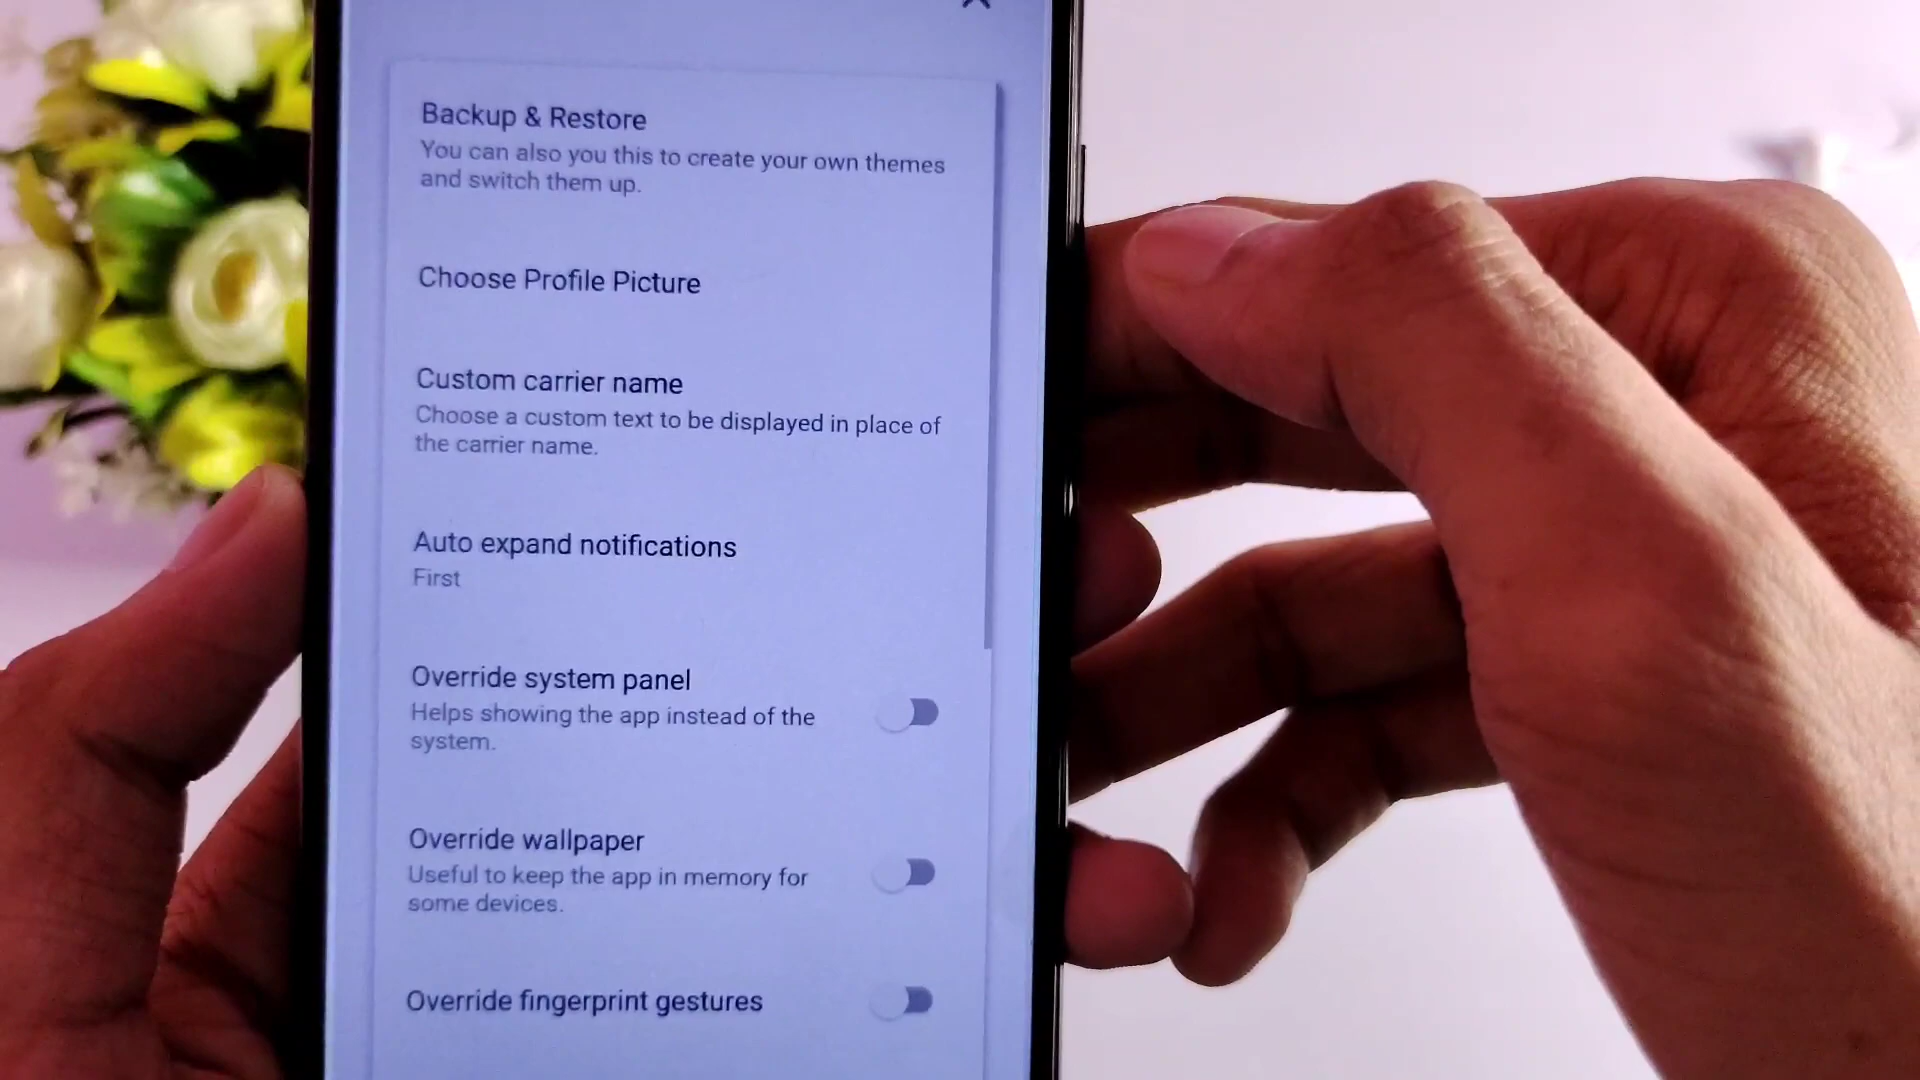 Backup & Restore
You can also you this to create your own themes
and switch them up.
Choose Profile Picture
Custom carrier name
Choose a custom text to be displayed in place of
the carrier name.
Auto expand notifications
First
Override system panel
Helps showing the app instead of the
system.
Override wallpaper
Useful to keep the app in memory for
some devices.
Override fingerprint gestures